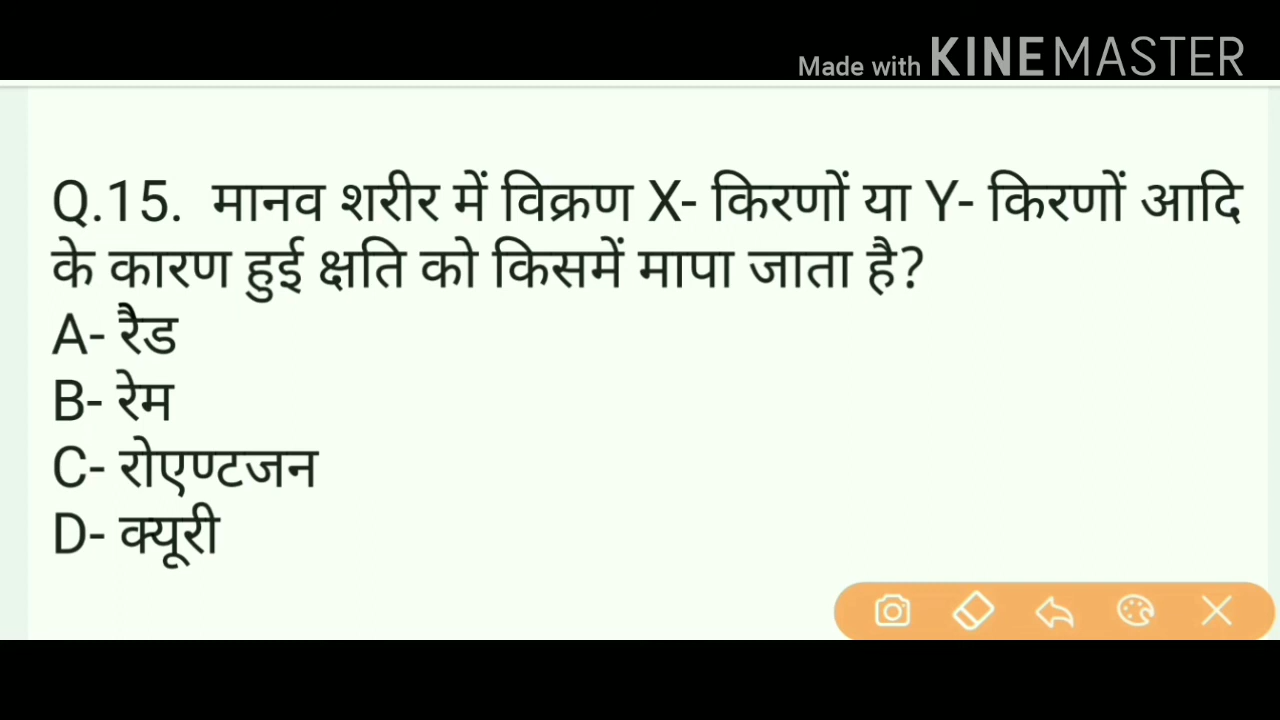 Made with KINEMASTER
Q.15. मानव शरीर में विक्रण X- किरणों या Y- किरणों आदि
के कारण हुई क्षति को किसमें मापा जाता है?
A- रैड
B- रेम
C- रोएण्टजन
D- क्यूरी